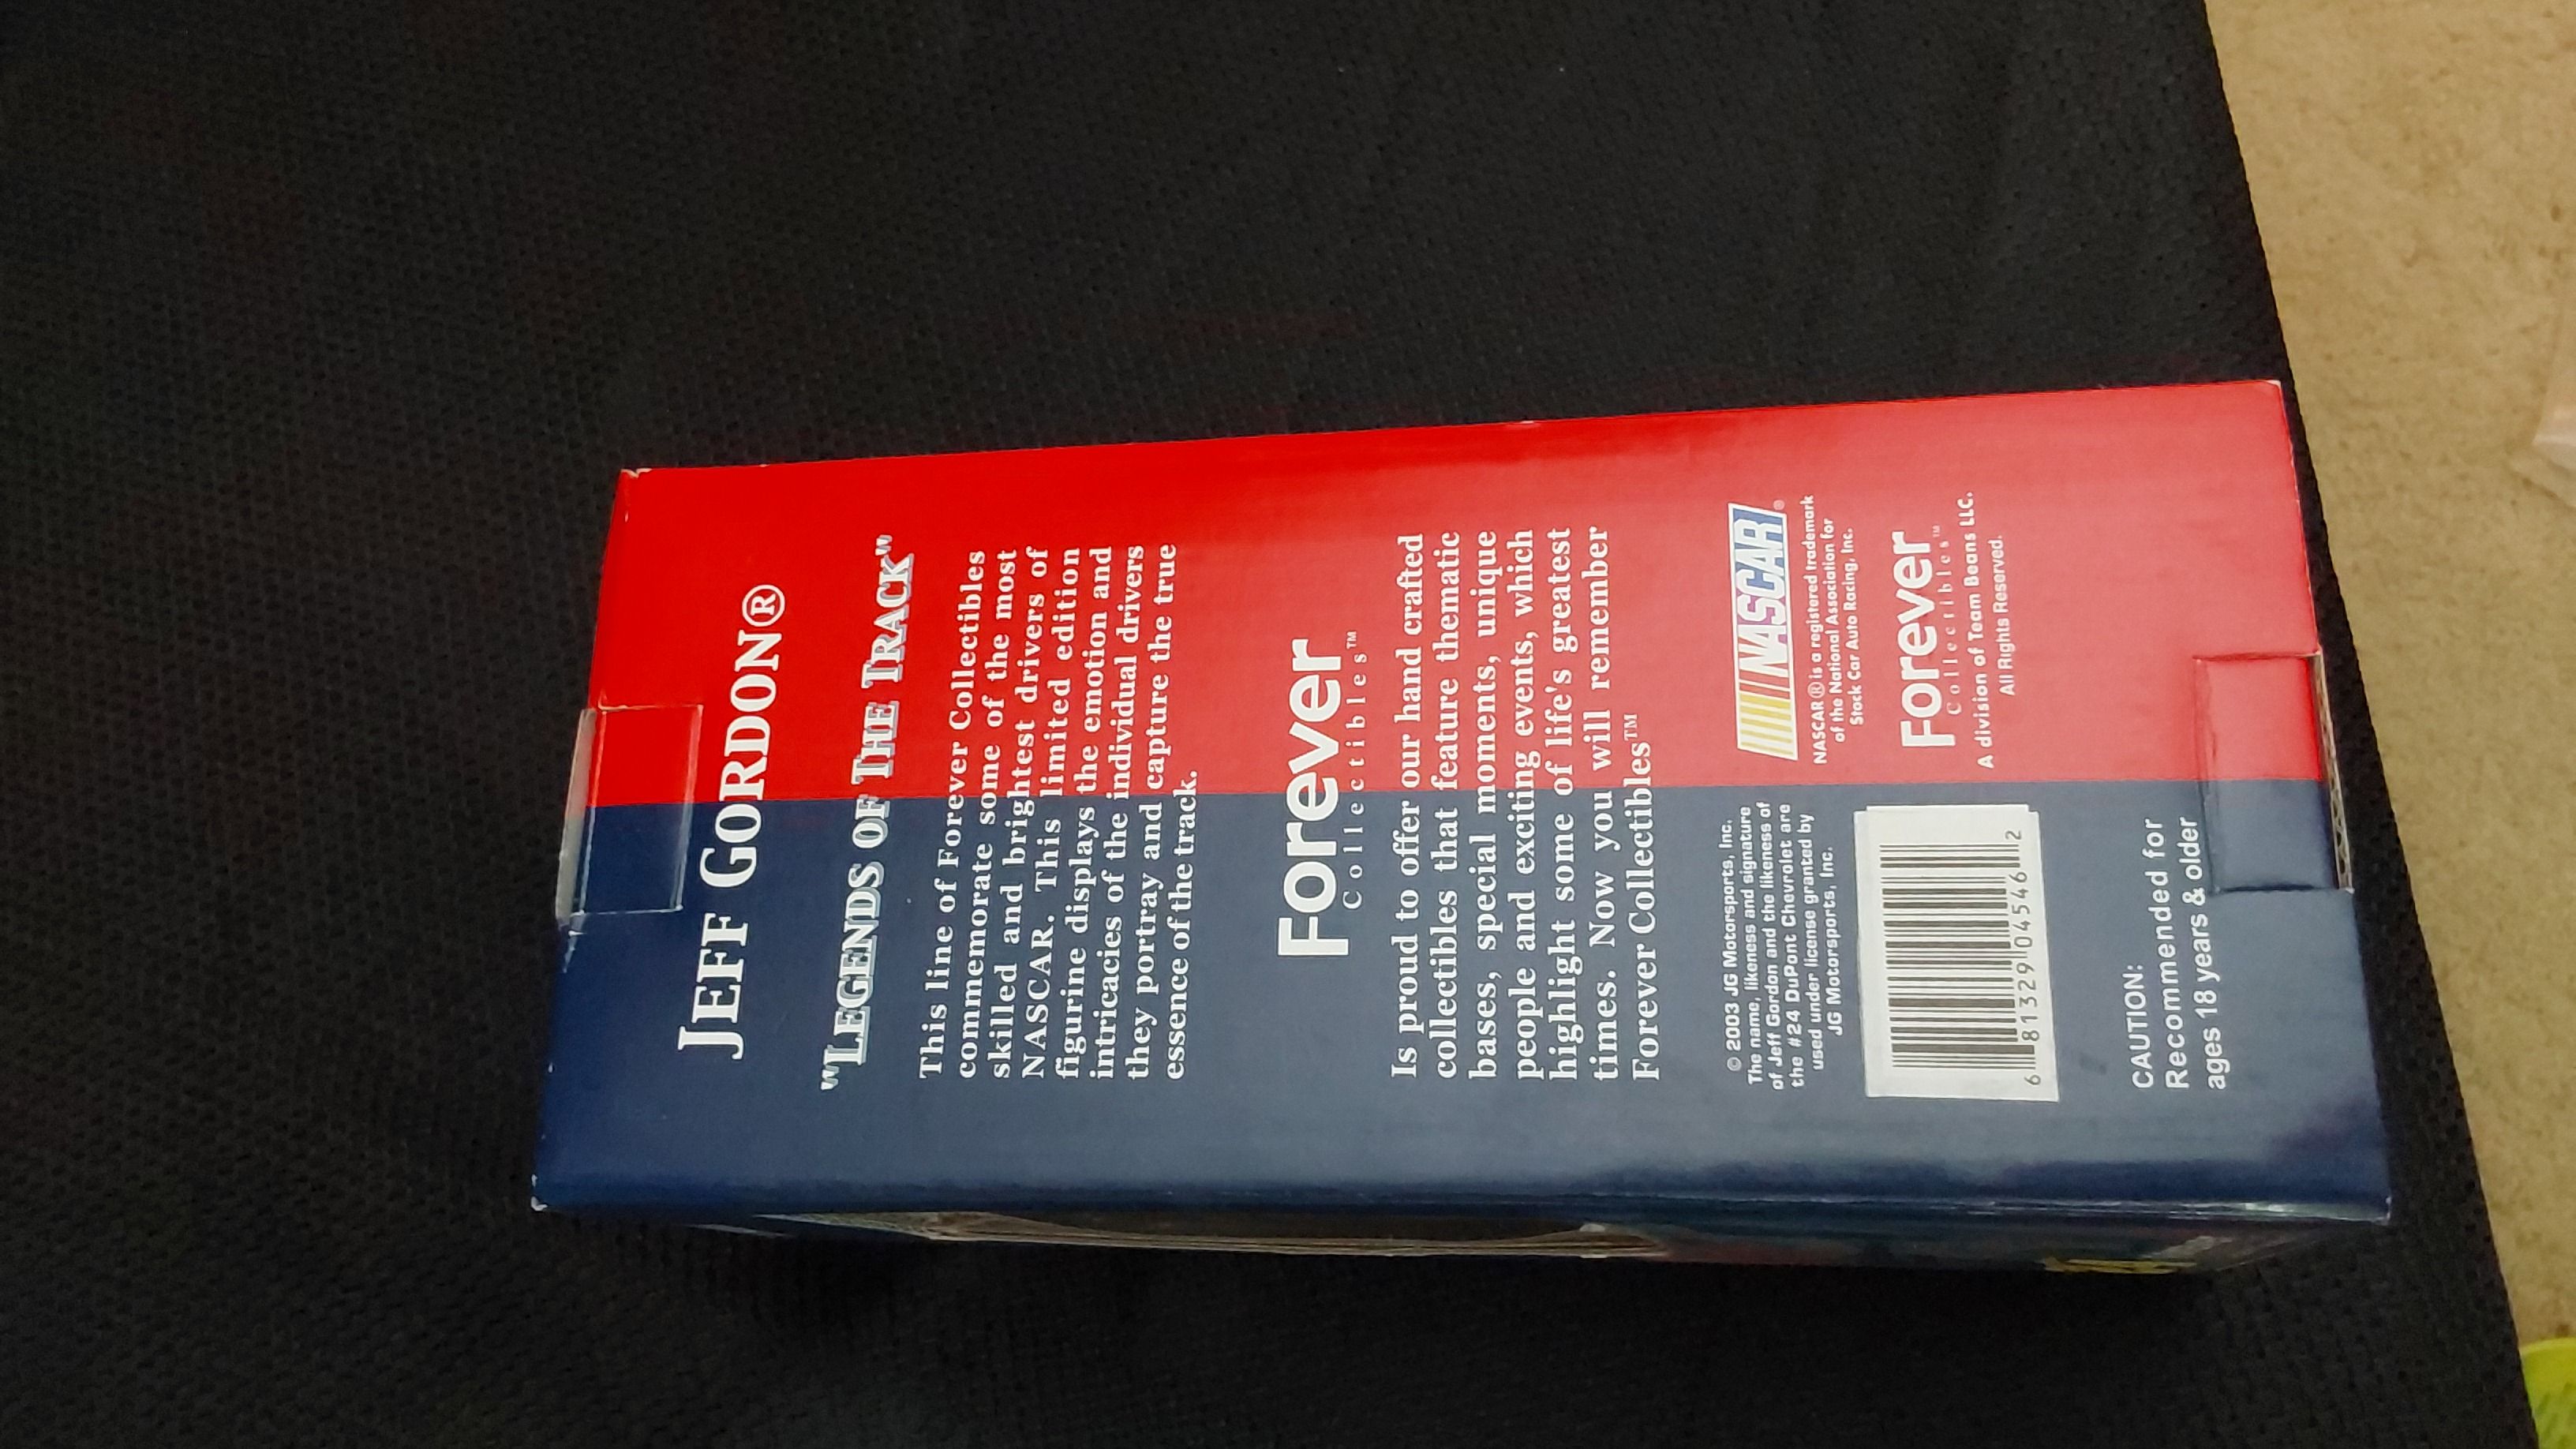 JEFF GORDON®
"LEGENDS OF THE TRACK"
This line of Forever Collectibles
commemorate some of the most
skilled and brightest drivers of
NASCAR. This limited edition
figurine displays the emotion and
intricacies of the individual drivers
they portray and capture the true
essence of the track.
Forever
Collectibles™
Is proud to offer our hand crafted
collectibles that feature thematic
bases, special moments, unique
people and exciting events, which
highlight some of life's greatest
times. Now you will remember
Forever Collectibles™
© 2003 JG Motorsports, Inc.
The name, likeness and signature
of Jeff Gordon and the likeness of
the #24 DuPont Chevrolet are
used under license granted by
JG Motorsports, Inc.
NASCAR®
NASCAR® is a registered trademark
of the National Association for
Stock Car Auto Racing, Inc.
Forever
Collectibles™
A division of Team Beans LLC.
All Rights Reserved.
6 81329 04546 2
CAUTION:
Recommended for
ages 18 years & older